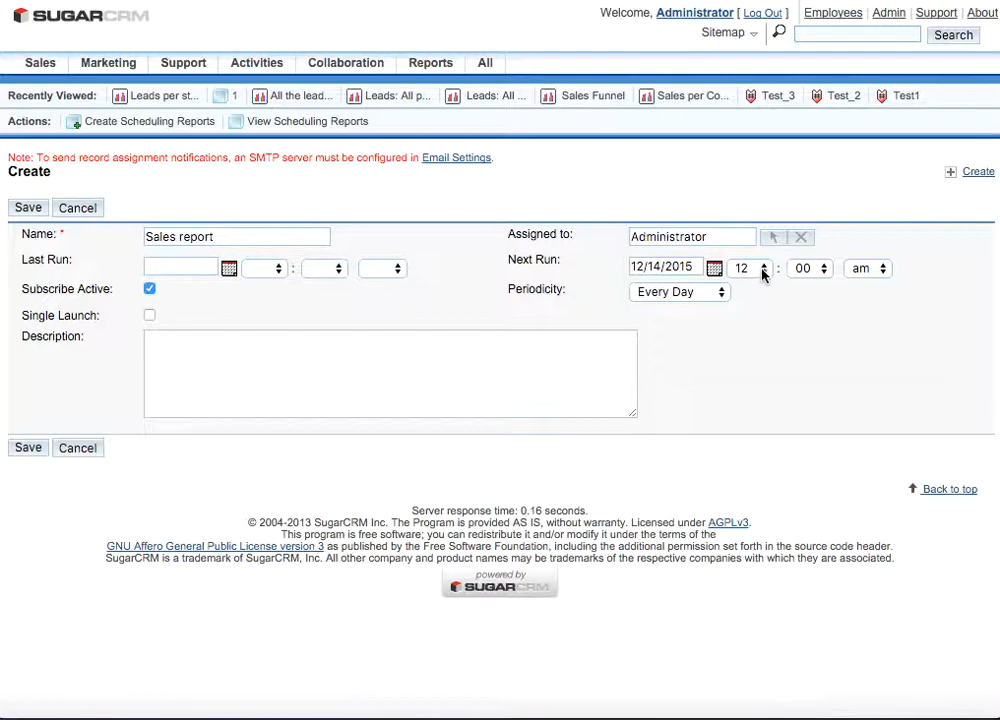 SUGARCRM
Welcome, Administrator [ Log Out ] Employees | Admin | Support | About
Sitemap Search
Sales Marketing Support Activities Collaboration Reports All
Recently Viewed: Leads per st... 1 All the lead... Leads: All p... Leads: All ... Sales Funnel Sales per Co... Test_3 Test_2 Test1
Actions: Create Scheduling Reports View Scheduling Reports
Note: To send record assignment notifications, an SMTP server must be configured in Email Settings.
Create Create
Save Cancel
Name: * Sales report Assigned to: Administrator
Last Run: : Next Run: 12/14/2015 12 : 00 am
Subscribe Active: Periodicity: Every Day
Single Launch:
Description:
Save Cancel
Back to top
Server response time: 0.16 seconds.
© 2004-2013 SugarCRM Inc. The Program is provided AS IS, without warranty. Licensed under AGPLv3.
This program is free software; you can redistribute it and/or modify it under the terms of the
GNU Affero General Public License version 3 as published by the Free Software Foundation, including the additional permission set forth in the source code header.
SugarCRM is a trademark of SugarCRM, Inc. All other company and product names may be trademarks of the respective companies with which they are associated.
powered by
SUGARCRM